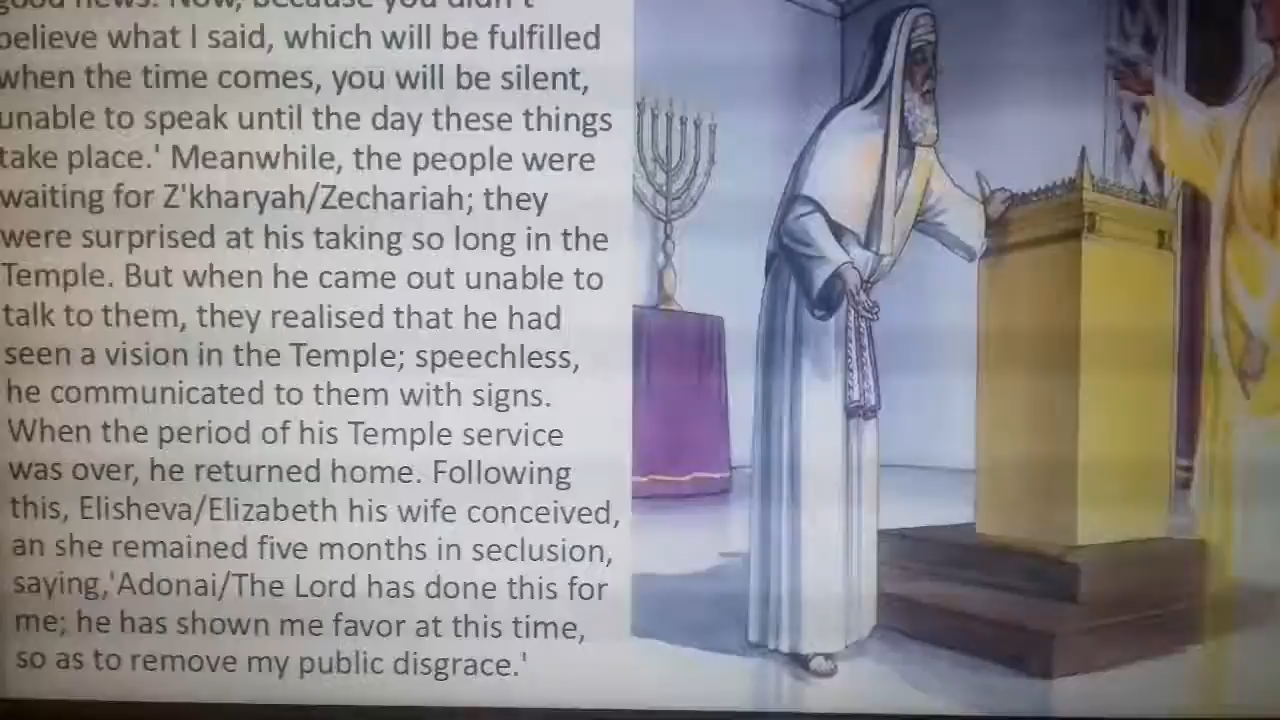 good news. Now, because you didn't
believe what I said, which will be fulfilled
when the time comes, you will be silent,
unable to speak until the day these things
take place.' Meanwhile, the people were
waiting for Z'kharyah/Zechariah; they
were surprised at his taking so long in the
Temple. But when he came out unable to
talk to them, they realised that he had
seen a vision in the Temple; speechless,
he communicated to them with signs.
When the period of his Temple service
was over, he returned home. Following
this, Elisheva/Elizabeth his wife conceived,
an she remained five months in seclusion,
saying,'Adonai/The Lord has done this for
me; he has shown me favor at this time,
so as to remove my public disgrace.'